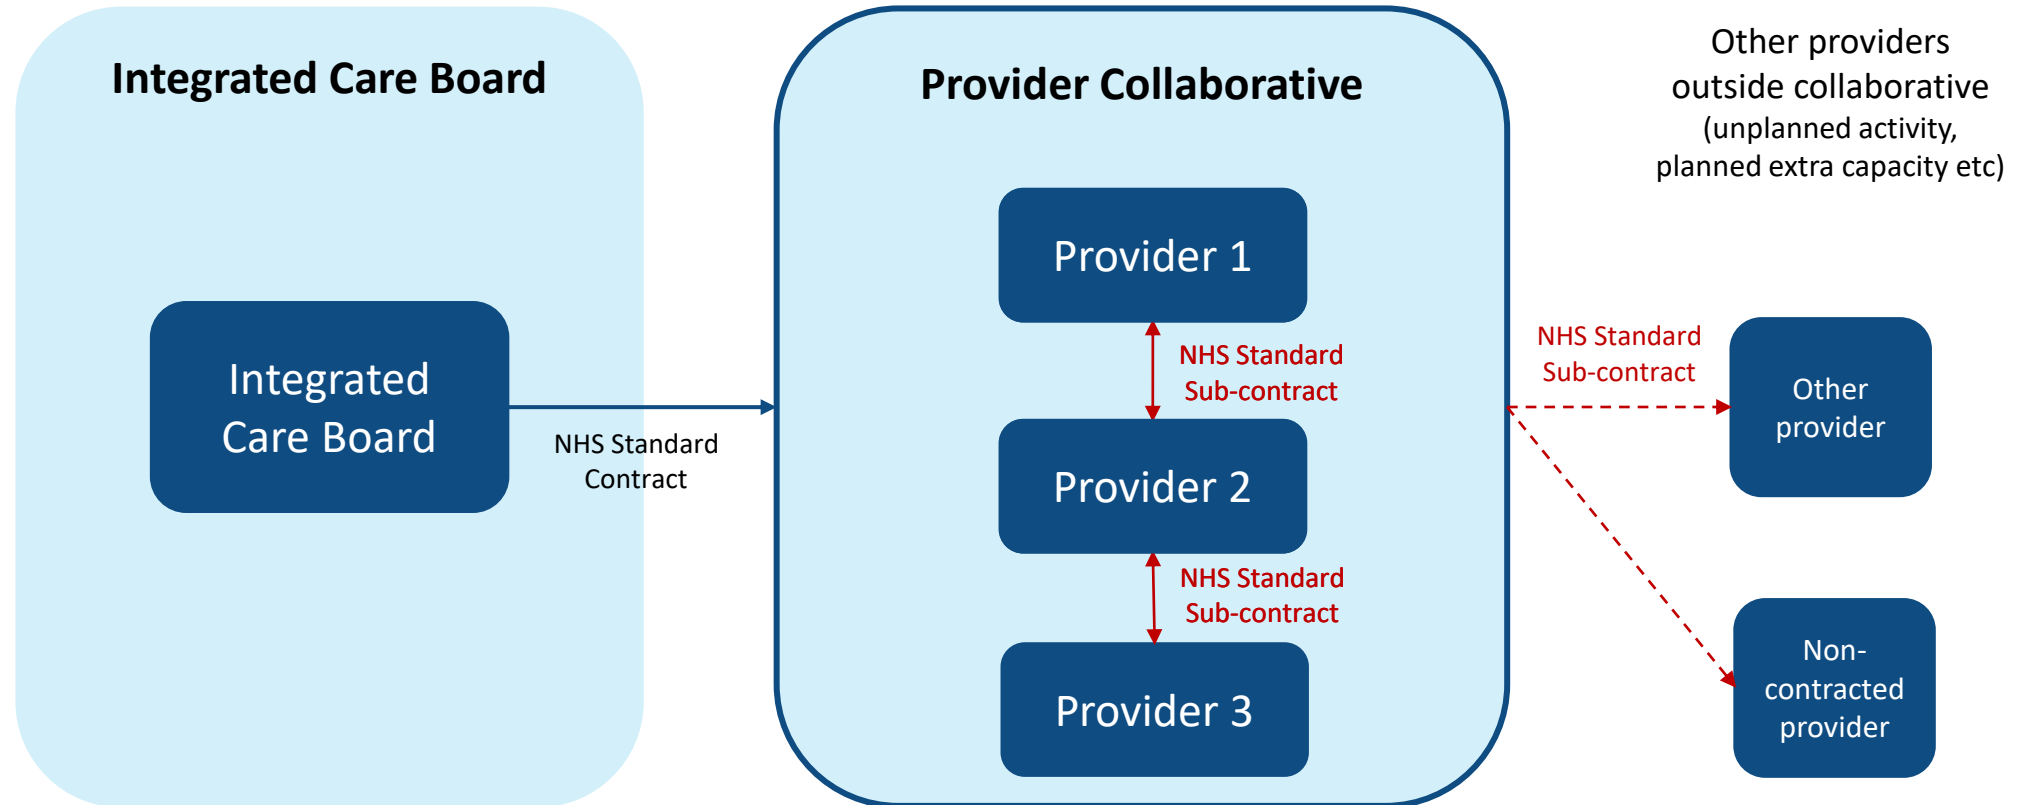 Integrated Care Board
Integrated
Care Board
NHS Standard
Contract
Provider Collaborative
Provider 1
NHS Standard
Sub-contract
Provider 2
NHS Standard
Sub-contract
Provider 3
Other providers
outside collaborative
(unplanned activity,
planned extra capacity etc)
NHS Standard
Sub-contract
Other
provider
Non-
contracted
provider